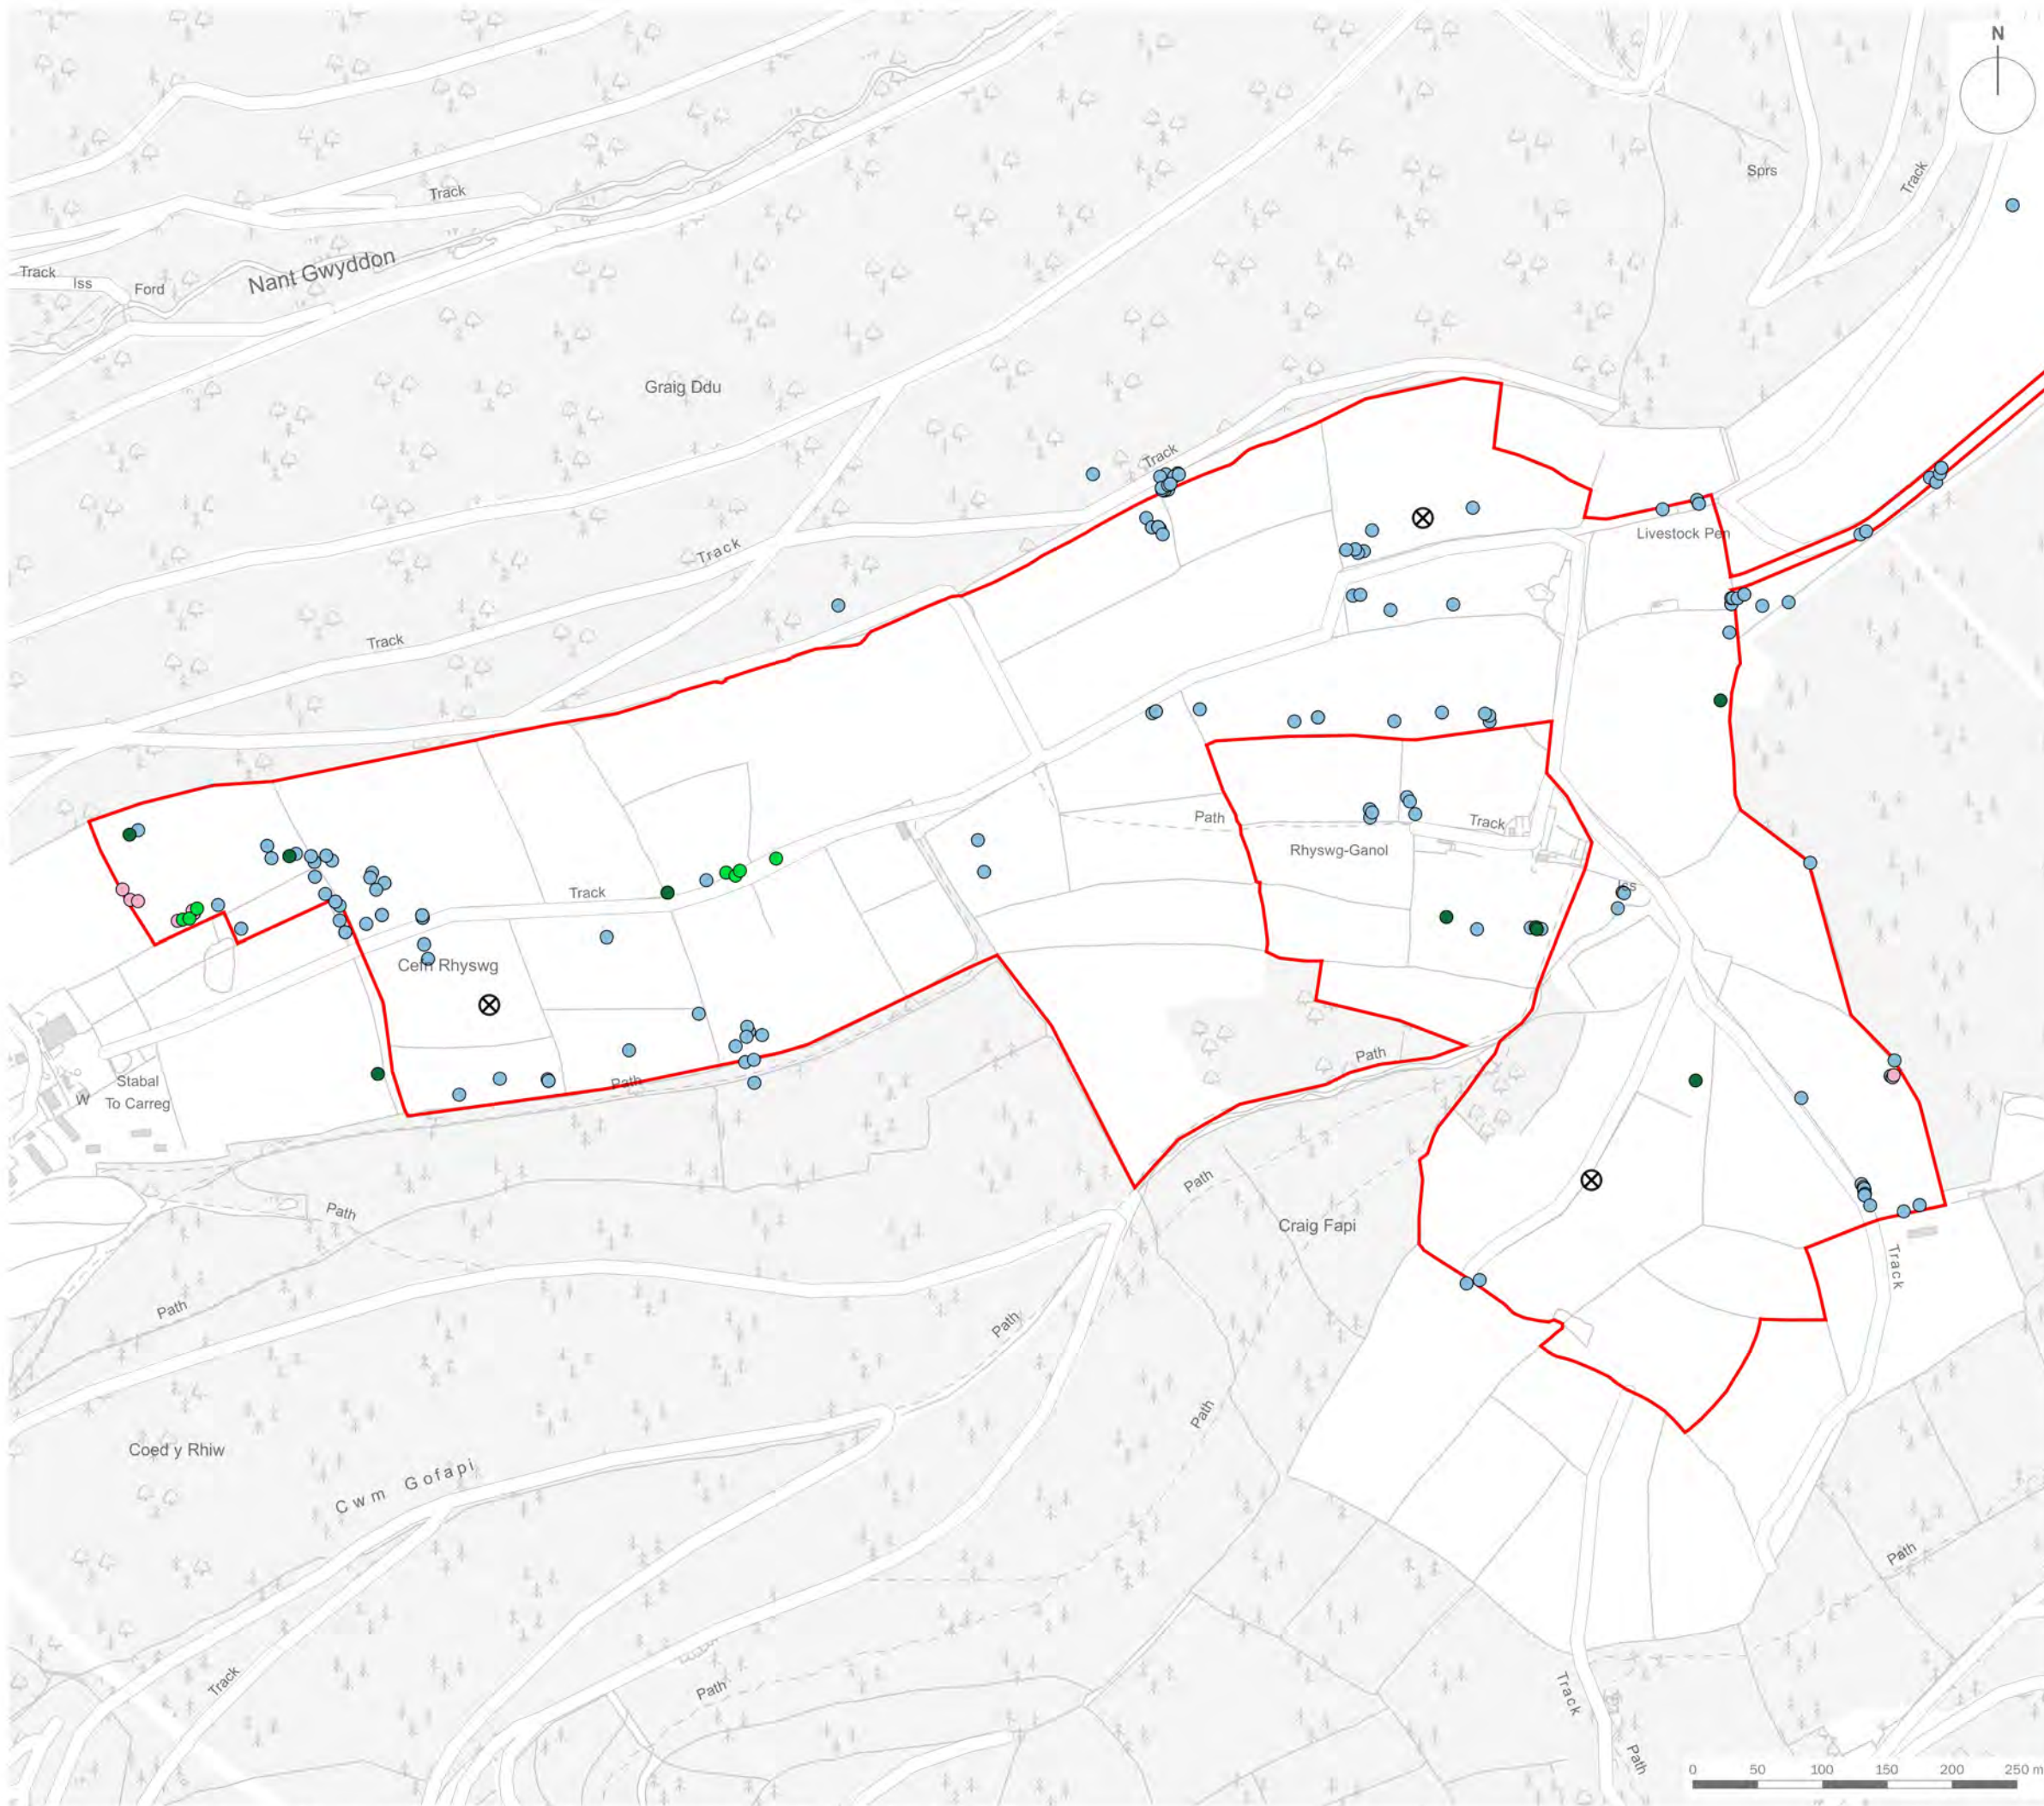 N
Sprs
Track
Track
Nant Gwyddon
Track
Iss
Ford
Graig Ddu
Track
Track
Livestock Pen
Track
Path
Track
Rhyswg-Ganol
Iss
Track
Cefn Rhyswg
Path
Path
Stabal
To Carreg
W
Path
Craig Fapi
Path
Track
Path
Path
Path
Coed y Rhiw
Cwm Gofapi
Path
Track
Path
Track
Path
0 50 100 150 200 250 m